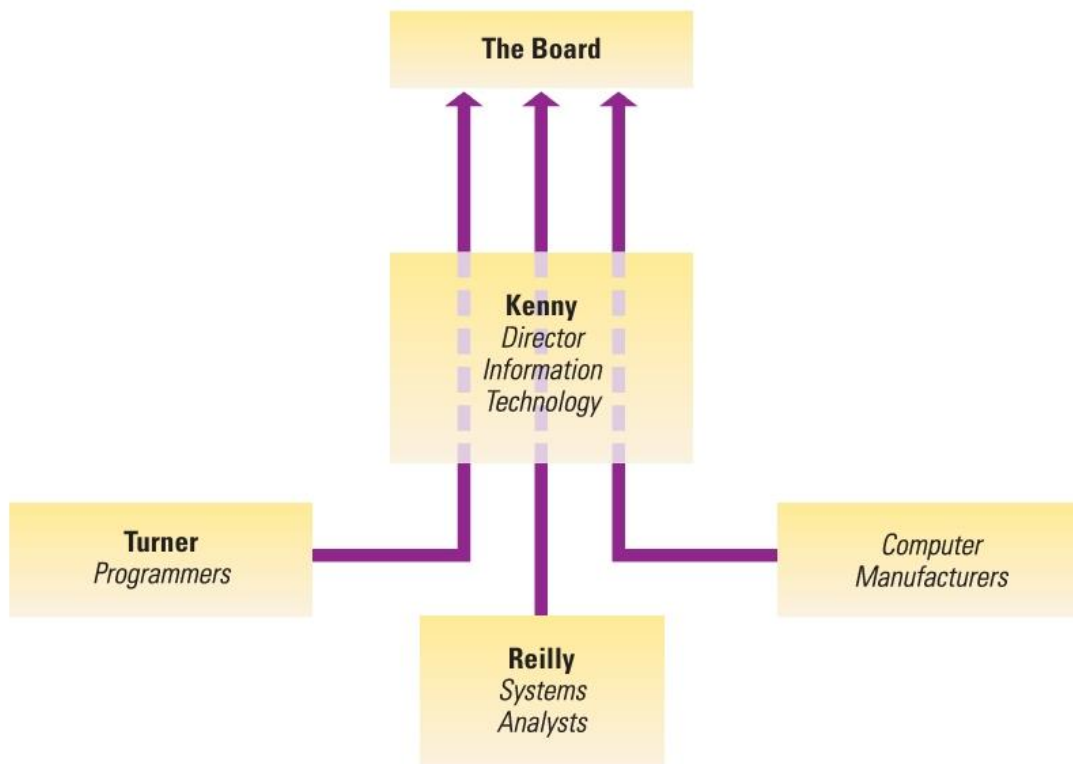 The Board
Kenny
Director
Information
Technology
Turner
Programmers
Computer
Manufacturers
Reilly
Systems
Analysts